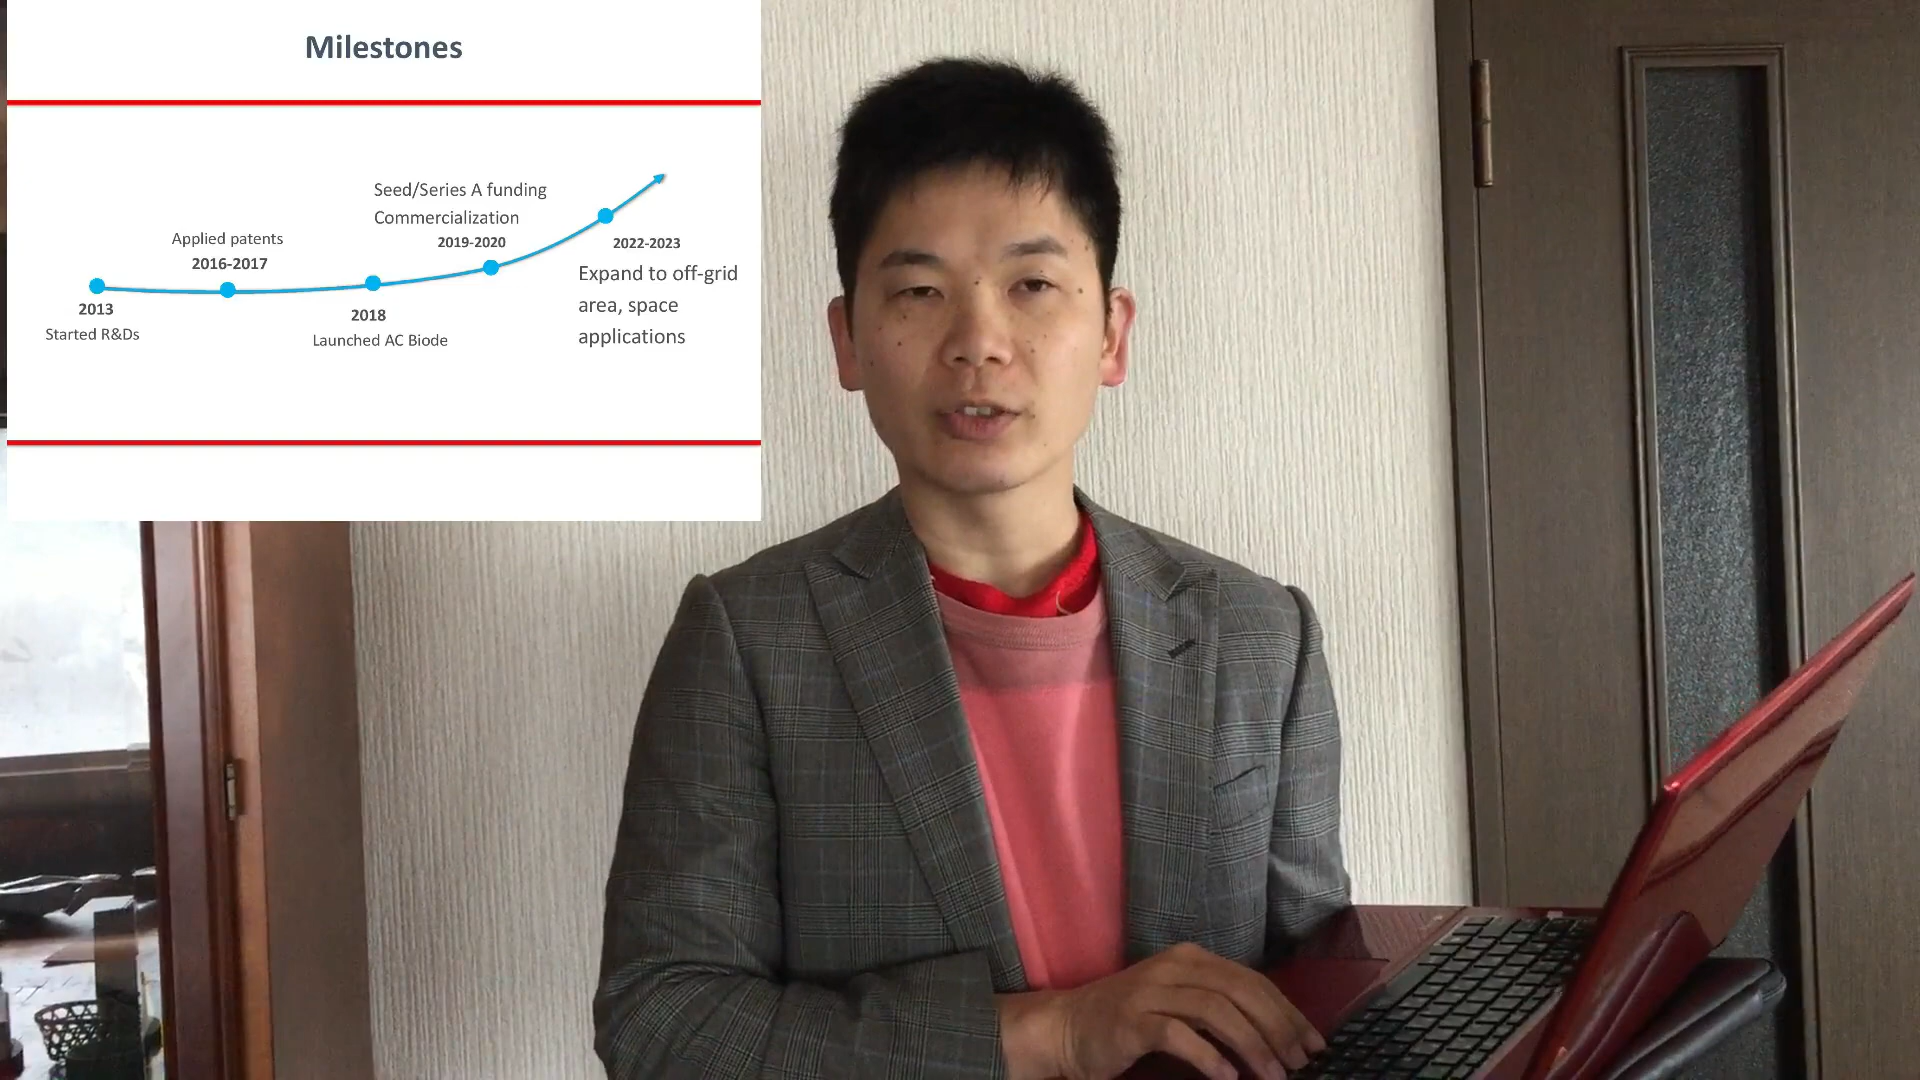 Milestones
Seed/Series A funding
Commercialization
2019-2020
Applied patents
2016-2017
2022-2023
Expand to off-grid
area, space
applications
2013
Started R&Ds
2018
Launched AC Biode